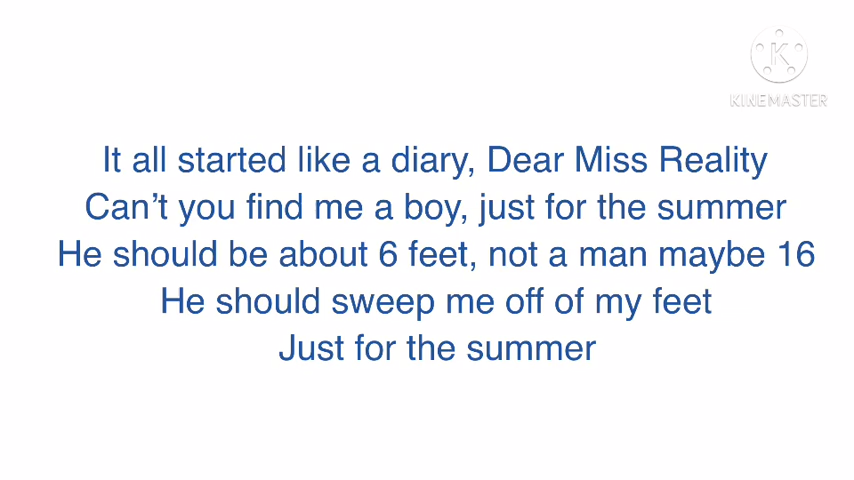 K
KINEMASTER
It all started like a diary, Dear Miss Reality
Can't you find me a boy, just for the summer
He should be about 6 feet, not a man maybe 16
He should sweep me off of my feet
Just for the summer